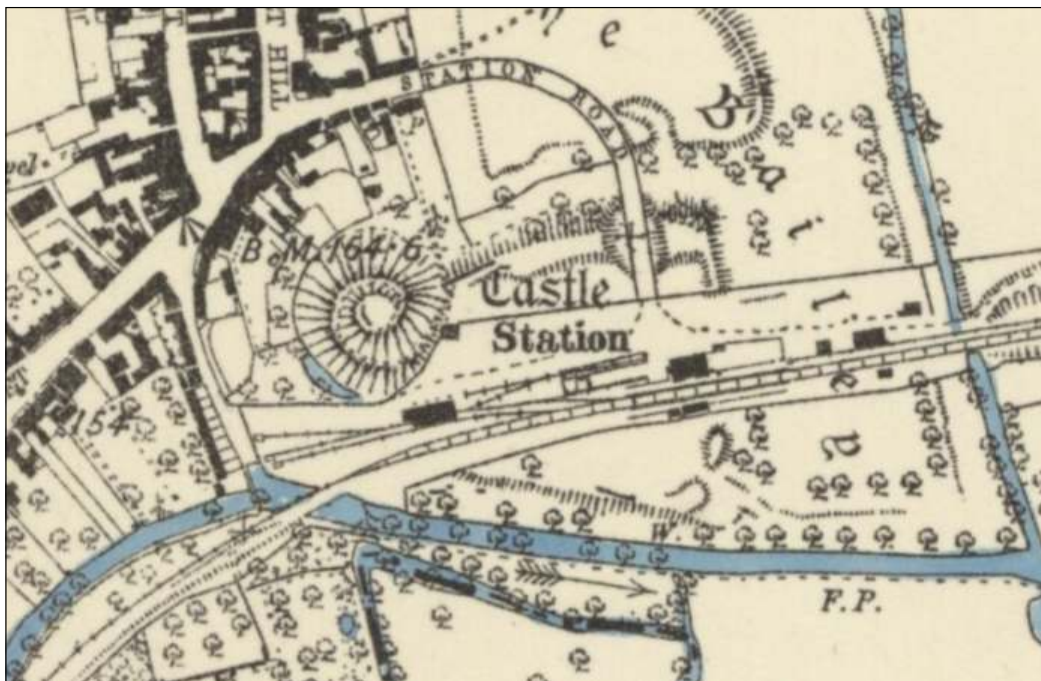 HILL
STATION ROAD
e
B a i l
B.M.164·6
Castle
Station
·154
W.
F.P.